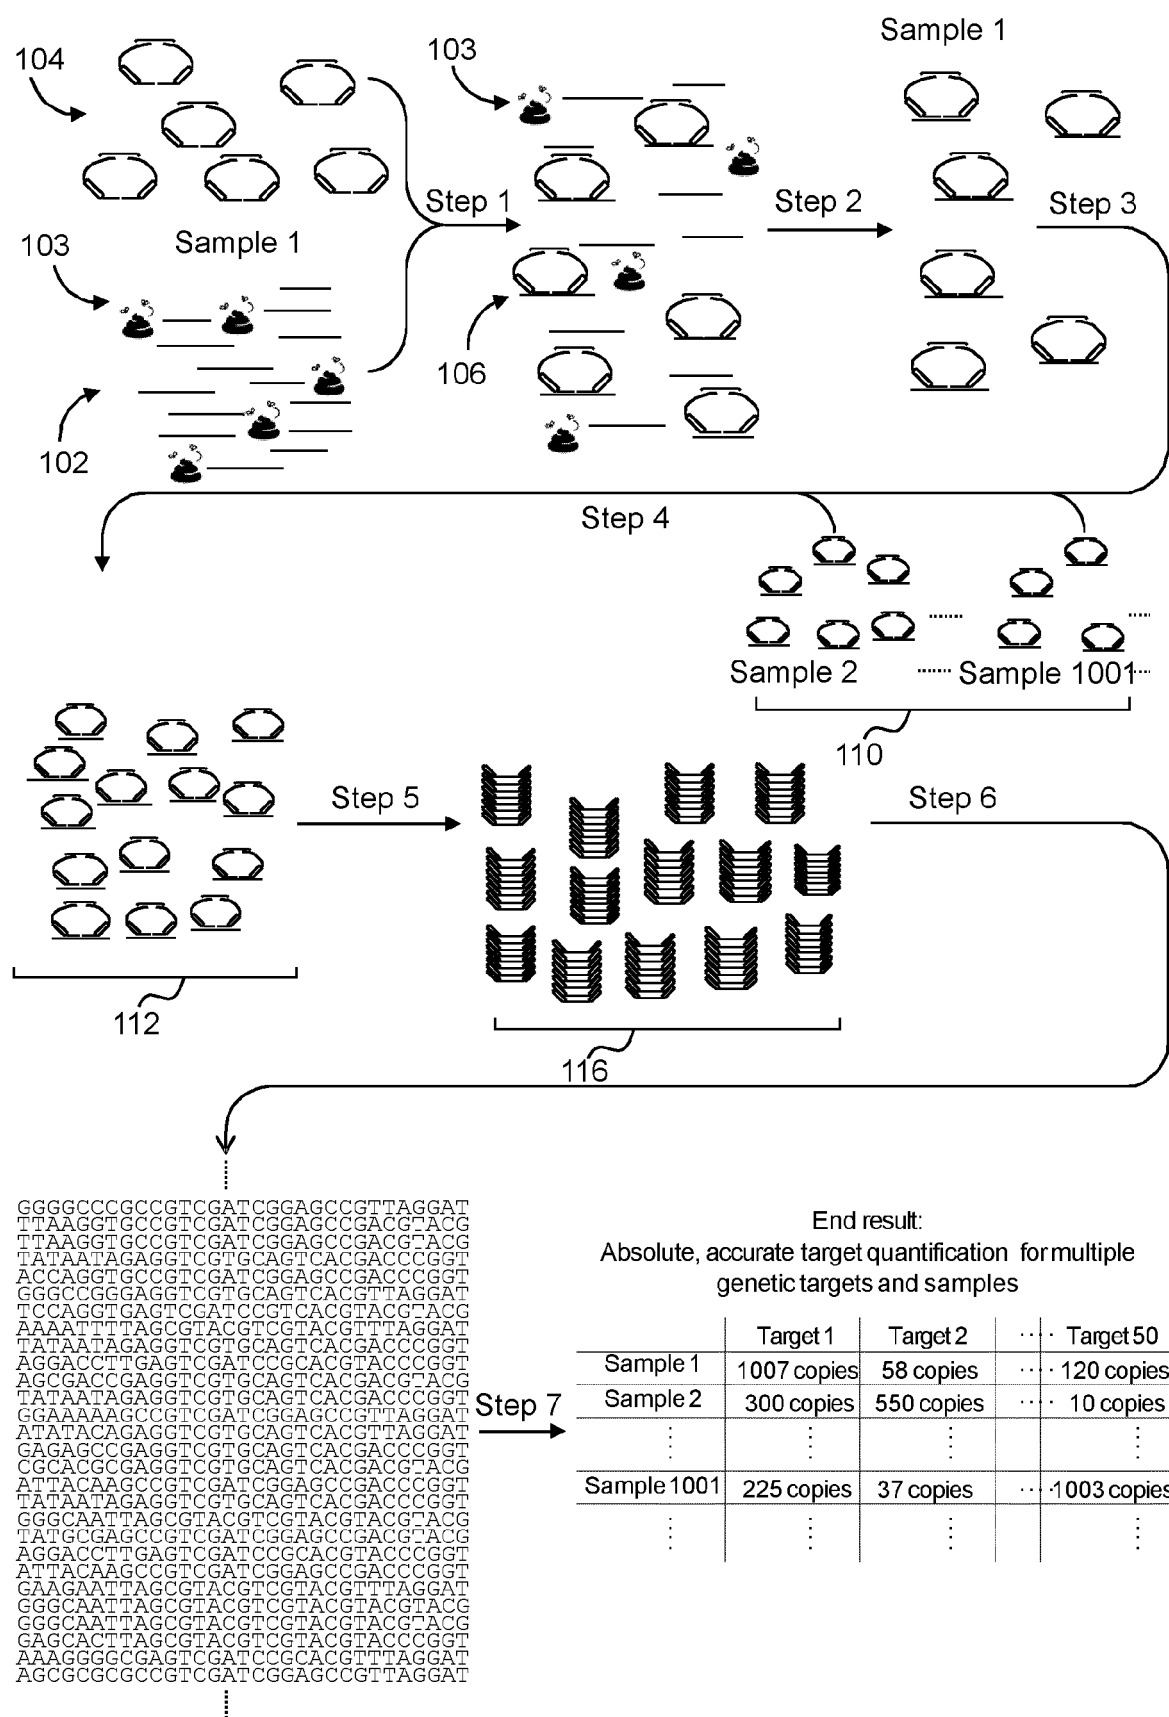 Sample 1
104
103
Step 1
Step 2
Step 3
Sample 1
103
106
102
Step 4
Sample 2
Sample 1001
110
Step 5
Step 6
112
116
GGGGCCCGCCGTCGATCGGAGCCGTTAGGAT
TTAAGGTGCCGTCGATCGGAGCCGACGTACG
TTAAGGTGCCGTCGATCGGAGCCGACGTACG
TATAATAGAGGTCGTGCAGTCACGACCCGGT
ACCAGGTGCCGTCGATCGGAGCCGACCCGGT
GGGCCGGGAGGTCGTGCAGTCACGTTAGGAT
TCCAGGTGAGTCGATCCGTCACGTACGTACG
AAAATTTTAGCGTACGTCGTACGTTTAGGAT
TATAATAGAGGTCGTGCAGTCACGACCCGGT
AGGACCTTGAGTCGATCCGCACGTACCCGGT
AGCGACCGAGGTCGTGCAGTCACGACGTACG
TATAATAGAGGTCGTGCAGTCACGACCCGGT
GGAAAAAGCCGTCGATCGGAGCCGTTAGGAT
ATATACAGAGGTCGTGCAGTCACGTTAGGAT
GAGAGCCGAGGTCGTGCAGTCACGACCCGGT
CGCACGCGAGGTCGTGCAGTCACGACGTACG
ATTACAAGCCGTCGATCGGAGCCGTTAGGAT
TATAATAGAGGTCGTGCAGTCACGACCCGGT
GGGCAATTAGCGTACGTCGTACGTACGTACG
TATGCGAGCCGTCGATCGGAGCCGACGTACG
AGGACCTTGAGTCGATCCGCACGTACCCGGT
ATTACAAGCCGTCGATCGGAGCCGACCCGGT
GAAGAATTAGCGTACGTCGTACGTTTAGGAT
GGGCAATTAGCGTACGTCGTACGTACGTACG
GGGCAATTAGCGTACGTCGTACGTACGTACG
GAGCACTTAGCGTACGTCGTACGTACCCGGT
AAAGGGGCGAGTCGATCCGCACGTTTAGGAT
AGCGCGCGCCGTCGATCGGAGCCGTTAGGAT
Step 7
End result:
Absolute, accurate target quantification for multiple
genetic targets and samples
Target 1 Target 2 ···· Target 50
Sample 1 1007 copies 58 copies ···· 120 copies
Sample 2 300 copies 550 copies ···· 10 copies
Sample 1001 225 copies 37 copies ···· 1003 copies